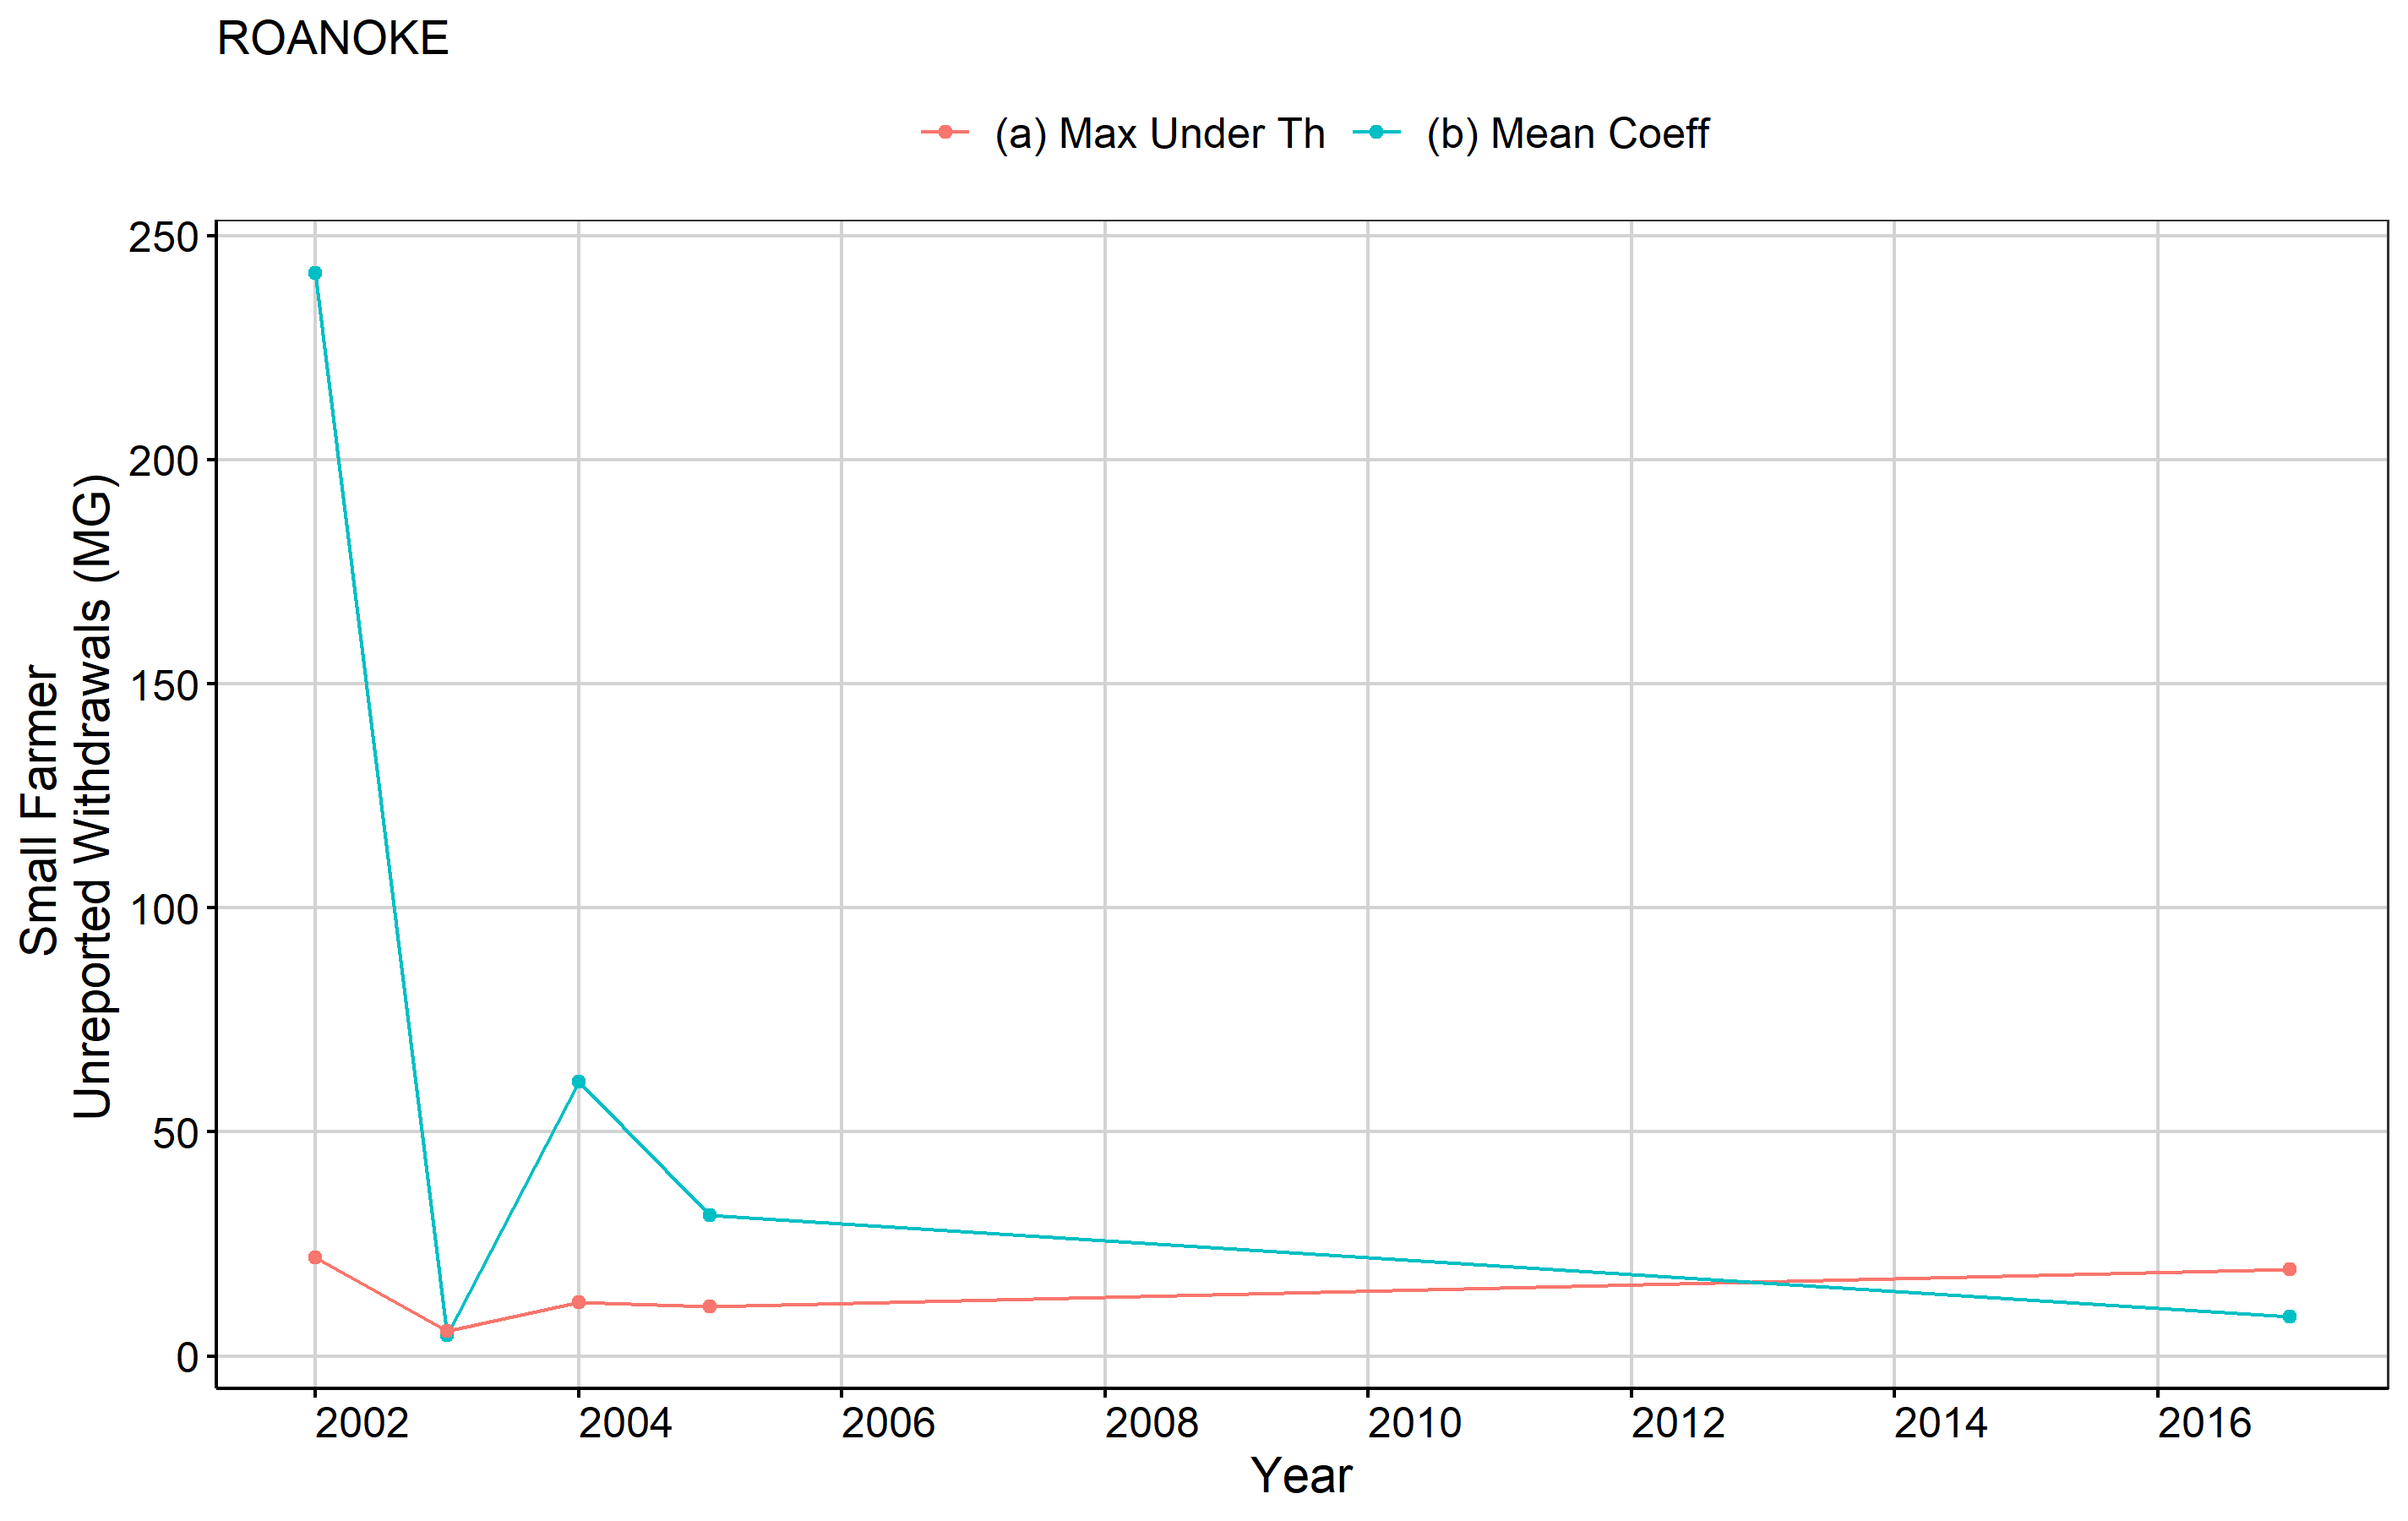 ROANOKE
(a) Max Under Th (b) Mean Coeff
250
200
150
100
50
0
Small Farmer
Unreported Withdrawals (MG)
2002 2004 2006 2008 2010 2012 2014 2016
Year